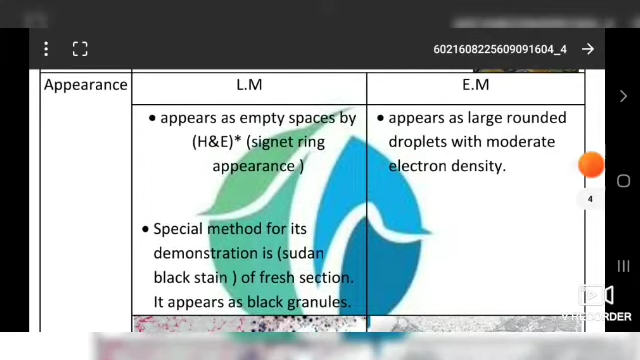 6021608225609091604_4
Appearance L.M E.M
• appears as empty spaces by
(H&E)* (signet ring
appearance )
• Special method for its
demonstration is (sudan
black stain ) of fresh section.
It appears as black granules.
• appears as large rounded
droplets with moderate
electron density.
4
V RECORDER